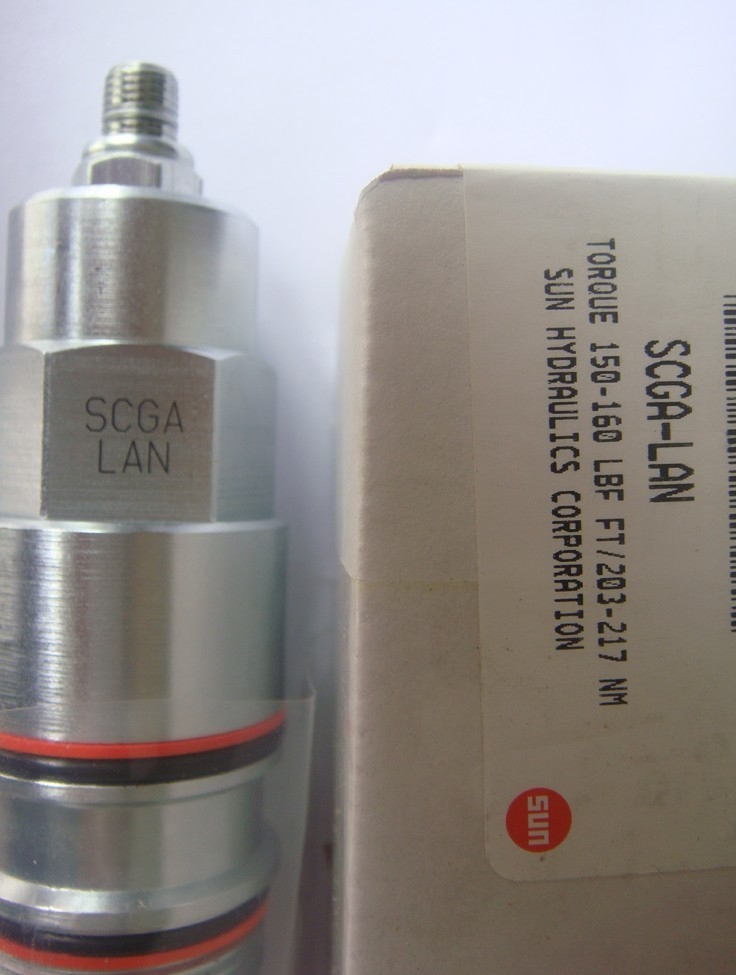 SCGA
LAN
SCGA-LAN
TORQUE 150-160 LBF FT/203-217 NM
SUN HYDRAULICS CORPORATION
sun